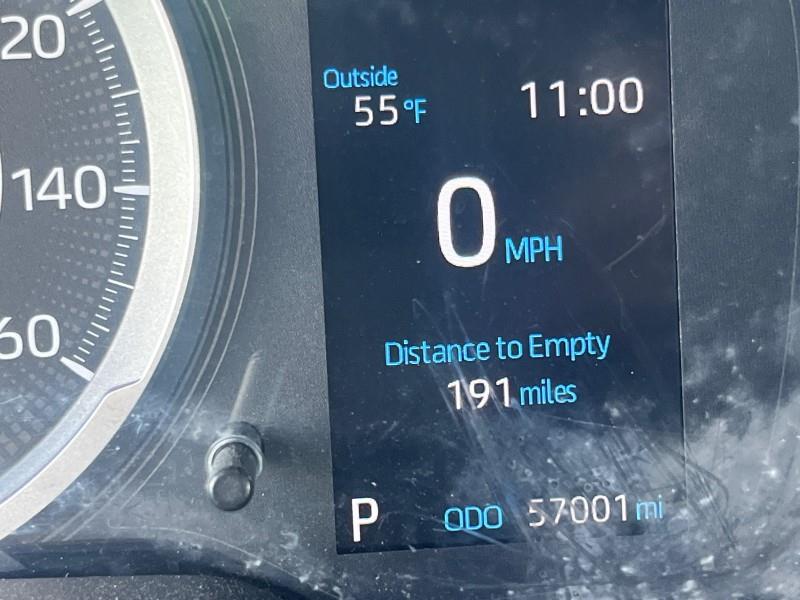 20
140
60
Outside
55°F
11:00
0 MPH
Distance to Empty
191 miles
P
ODO 57001 mi